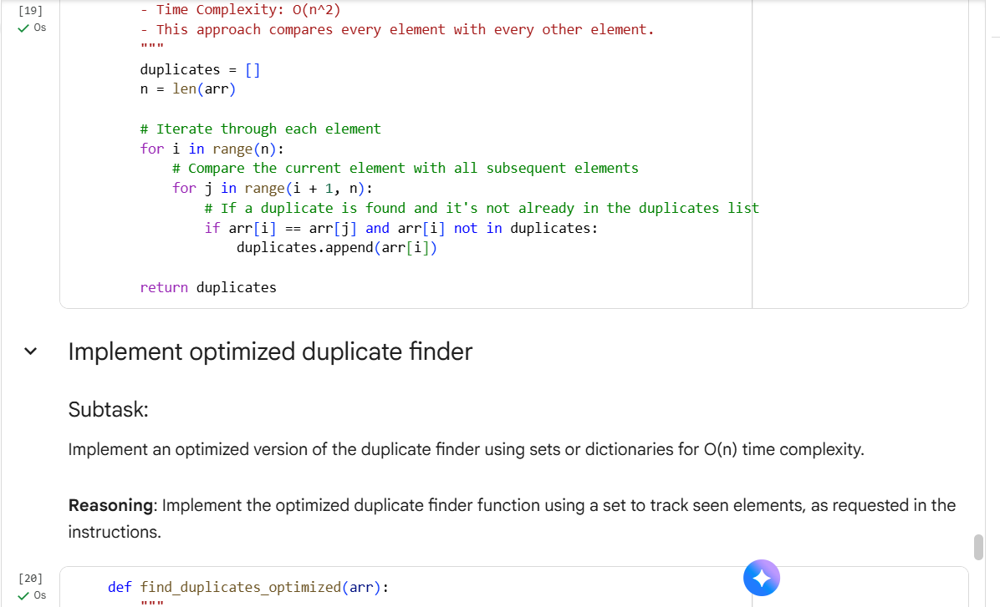 [19]
0s
- Time Complexity: O(n^2)
- This approach compares every element with every other element.
"""
duplicates = []
n = len(arr)
# Iterate through each element
for i in range(n):
# Compare the current element with all subsequent elements
for j in range(i + 1, n):
# If a duplicate is found and it's not already in the duplicates list
if arr[i] == arr[j] and arr[i] not in duplicates:
duplicates.append(arr[i])
return duplicates
Implement optimized duplicate finder
Subtask:
Implement an optimized version of the duplicate finder using sets or dictionaries for O(n) time complexity.
Reasoning: Implement the optimized duplicate finder function using a set to track seen elements, as requested in the
instructions.
[20]
0s
def find_duplicates_optimized(arr):
"""